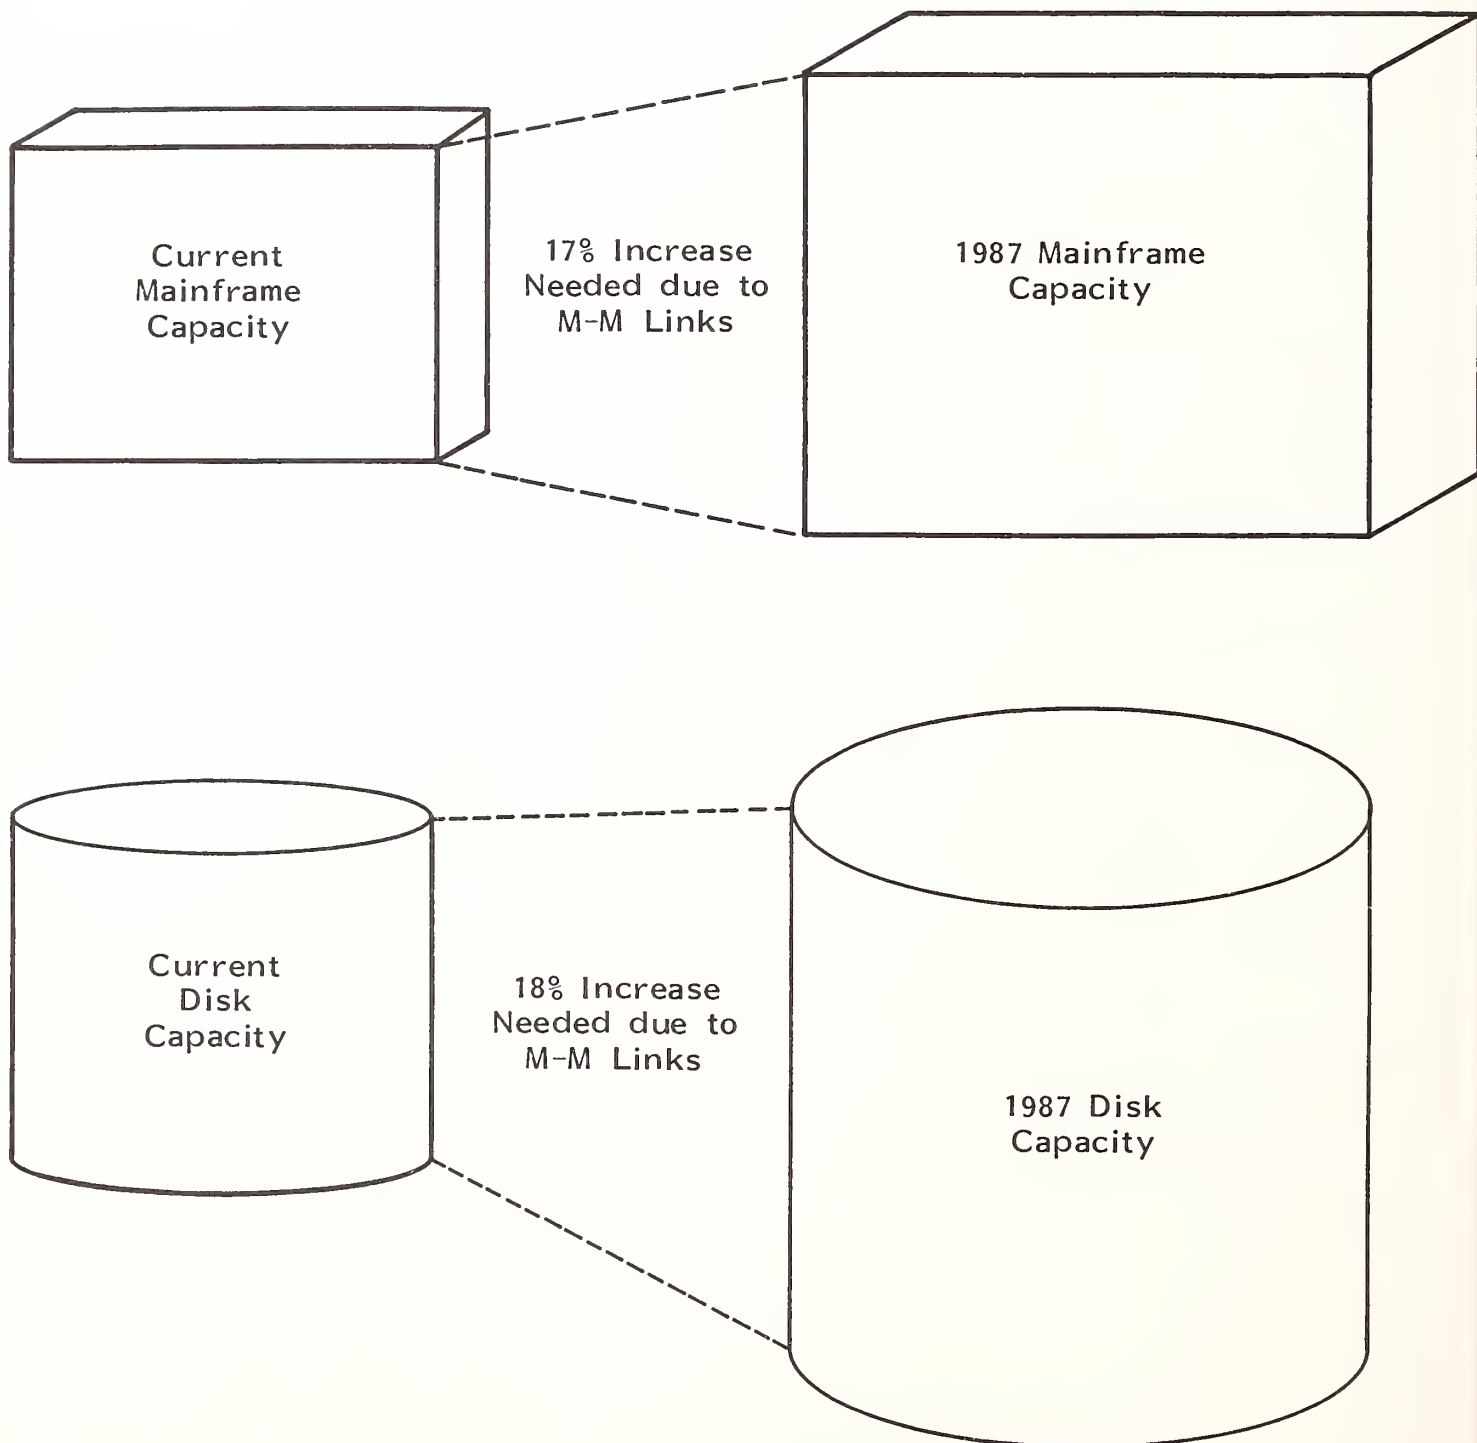 Current
Mainframe
Capacity
17% Increase
Needed due to
M-M Links
1987 Mainframe
Capacity
Current
Disk
Capacity
18% Increase
Needed due to
M-M Links
1987 Disk
Capacity